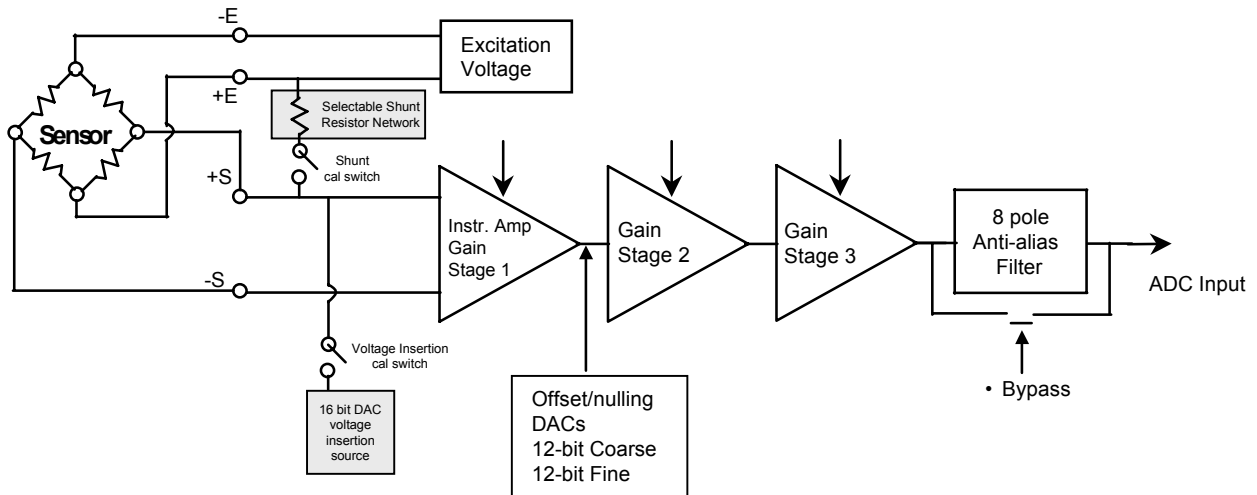 -E
Excitation
Voltage
+E
Selectable Shunt
Resistor Network
Sensor
Shunt
cal switch
+S
Instr. Amp
Gain
Stage 1
Gain
Stage 2
Gain
Stage 3
8 pole
Anti-alias
Filter
ADC Input
-S
Voltage Insertion
cal switch
• Bypass
16 bit DAC
voltage
insertion
source
Offset/nulling
DACs
12-bit Coarse
12-bit Fine